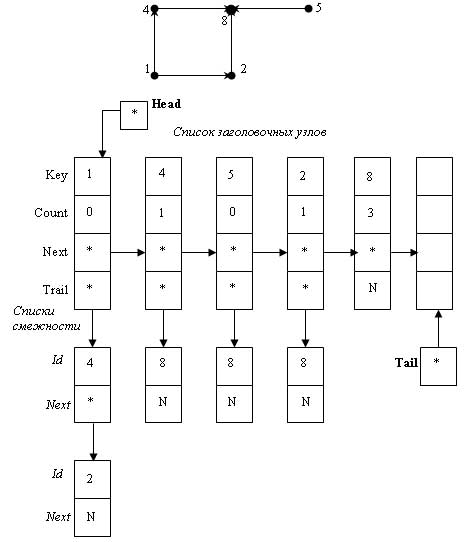 4 8 5
1 2
* Head
Список заголовочных узлов
Key 1 4 5 2 8
Count 0 1 0 1 3
Next * * * * *
Trail * * * * N
Списки
смежности
Id 4 8 8 8 Tail *
Next * N N N
Id 2
Next N